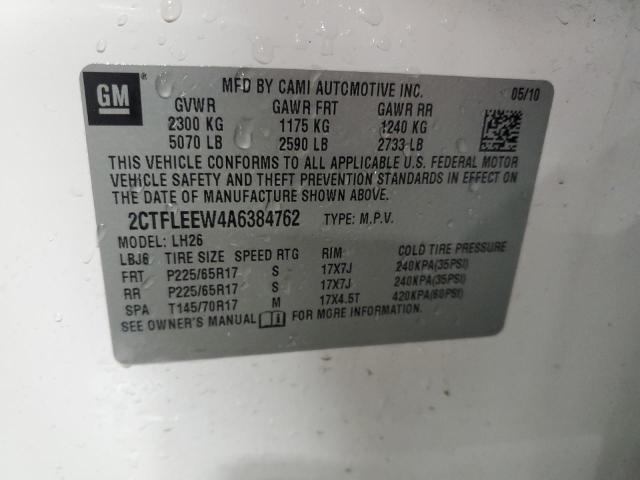 GM ®
MFD BY CAMI AUTOMOTIVE INC. 05/10
GVWR GAWR FRT GAWR RR
2300 KG 1175 KG 1240 KG
5070 LB 2590 LB 2733 LB
THIS VEHICLE CONFORMS TO ALL APPLICABLE U.S. FEDERAL MOTOR
VEHICLE SAFETY AND THEFT PREVENTION STANDARDS IN EFFECT ON
THE DATE OF MANUFACTURE SHOWN ABOVE.
2CTFLEEW4A6384762 TYPE: M.P.V.
MODEL: LH26
LBJ6 TIRE SIZE SPEED RTG RIM COLD TIRE PRESSURE
FRT P225/65R17 S 17X7J 240KPA(35PSI)
RR P225/65R17 S 17X7J 240KPA(35PSI)
SPA T145/70R17 M 17X4.5T 420KPA(60PSI)
SEE OWNER'S MANUAL FOR MORE INFORMATION.